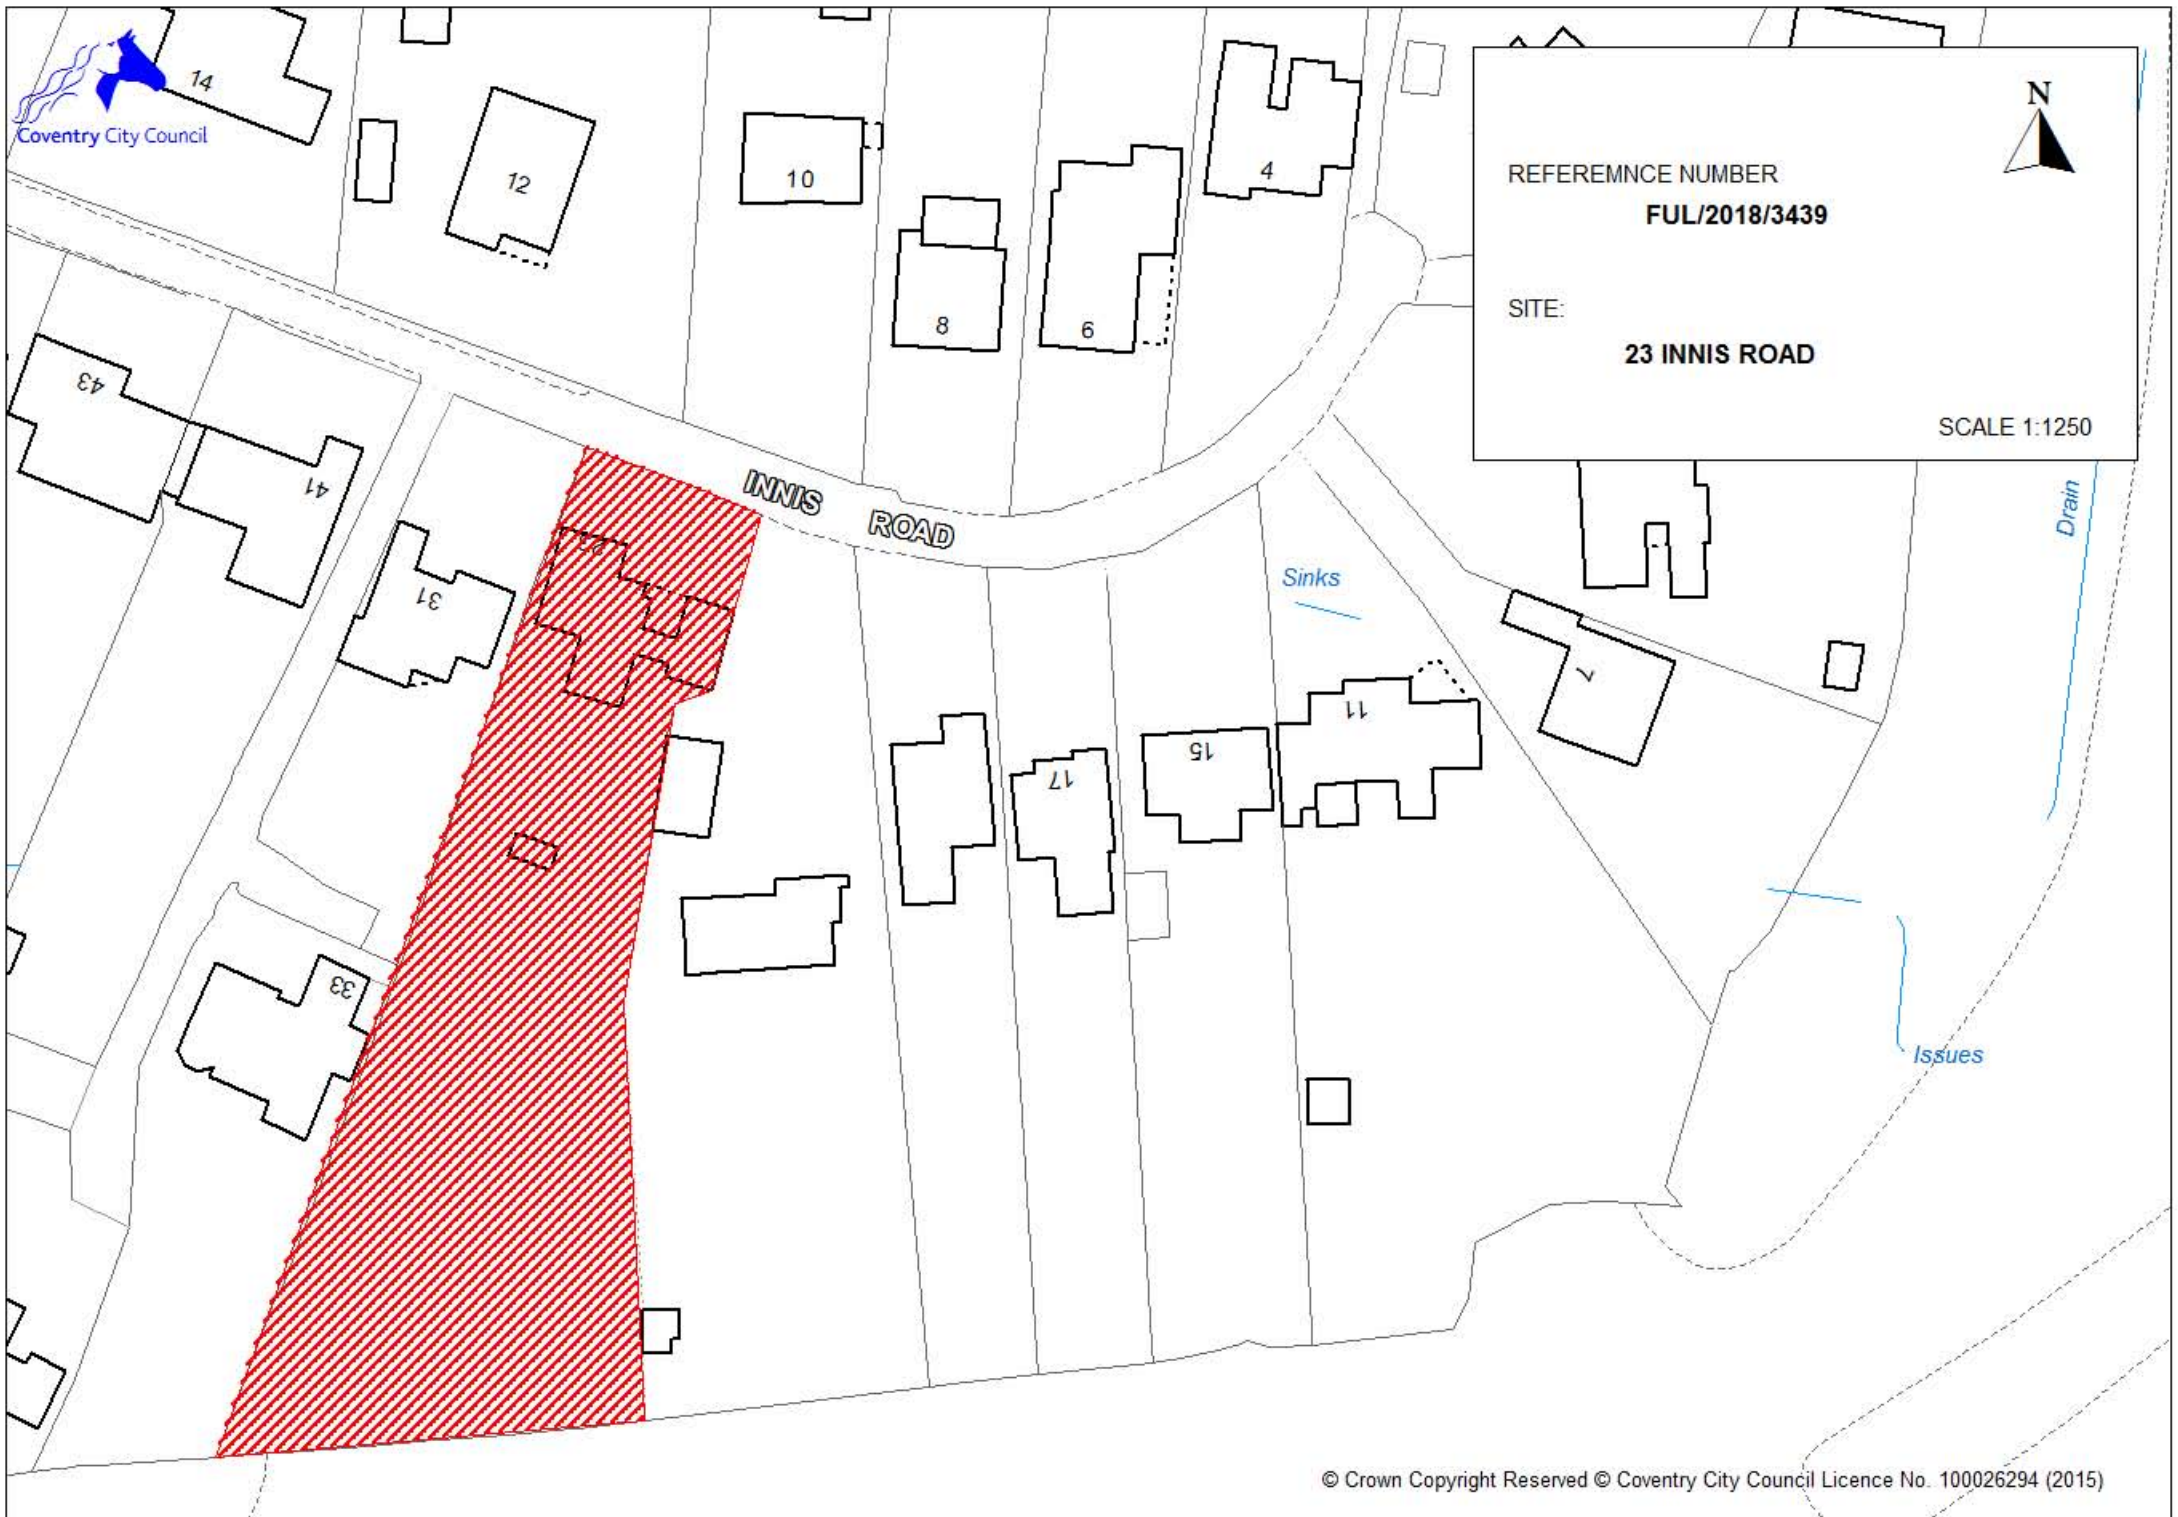 Coventry City Council
14
12
10
8
6
4
N
REFEREMNCE NUMBER
FUL/2018/3439
SITE:
23 INNIS ROAD
SCALE 1:1250
43
41
31
INNIS ROAD
Sinks
Drain
7
11
15
17
33
Issues
© Crown Copyright Reserved © Coventry City Council Licence No. 100026294 (2015)